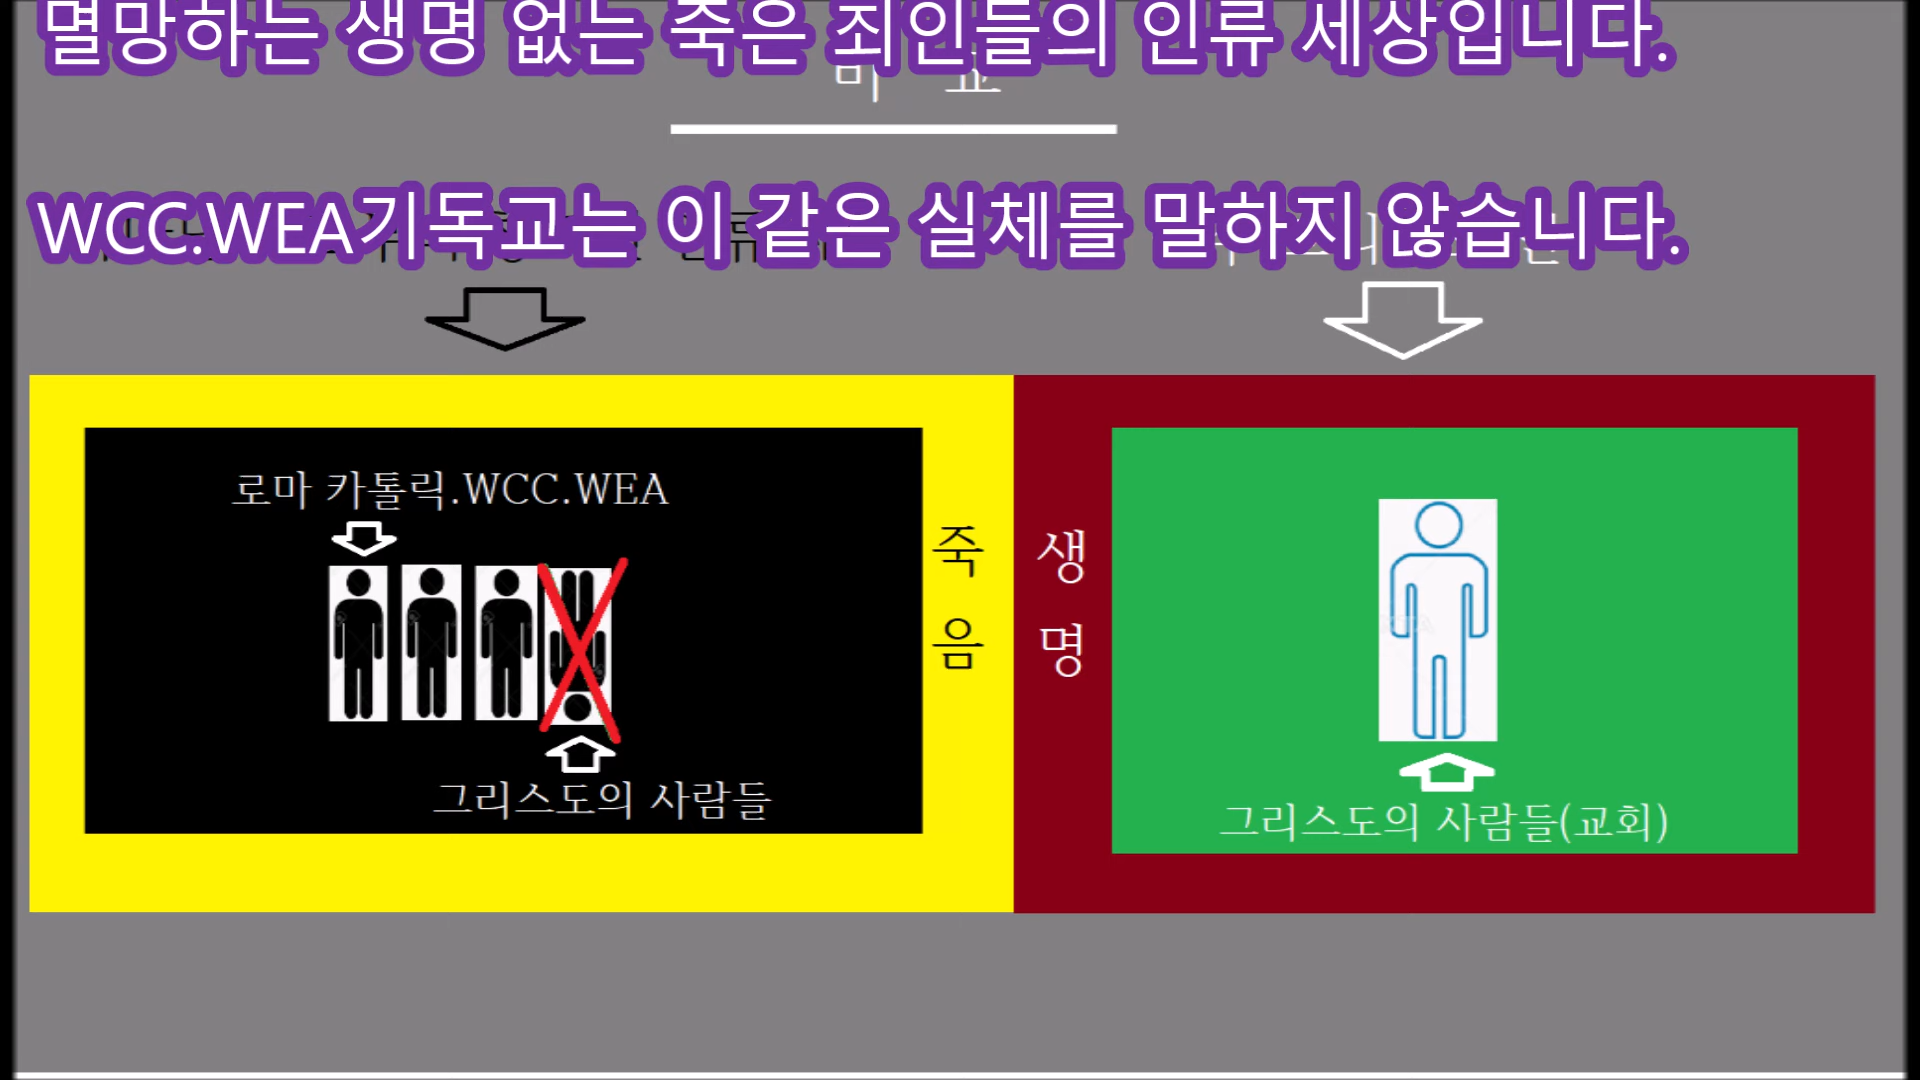 멸망하는 생명 없는 죽은 죄인들의 인류 세상입니다.
WCC.WEA기독교는 이 같은 실체를 말하지 않습니다.
로마 카톨릭.WCC.WEA
죽음
생명
그리스도의 사람들
그리스도의 사람들(교회)